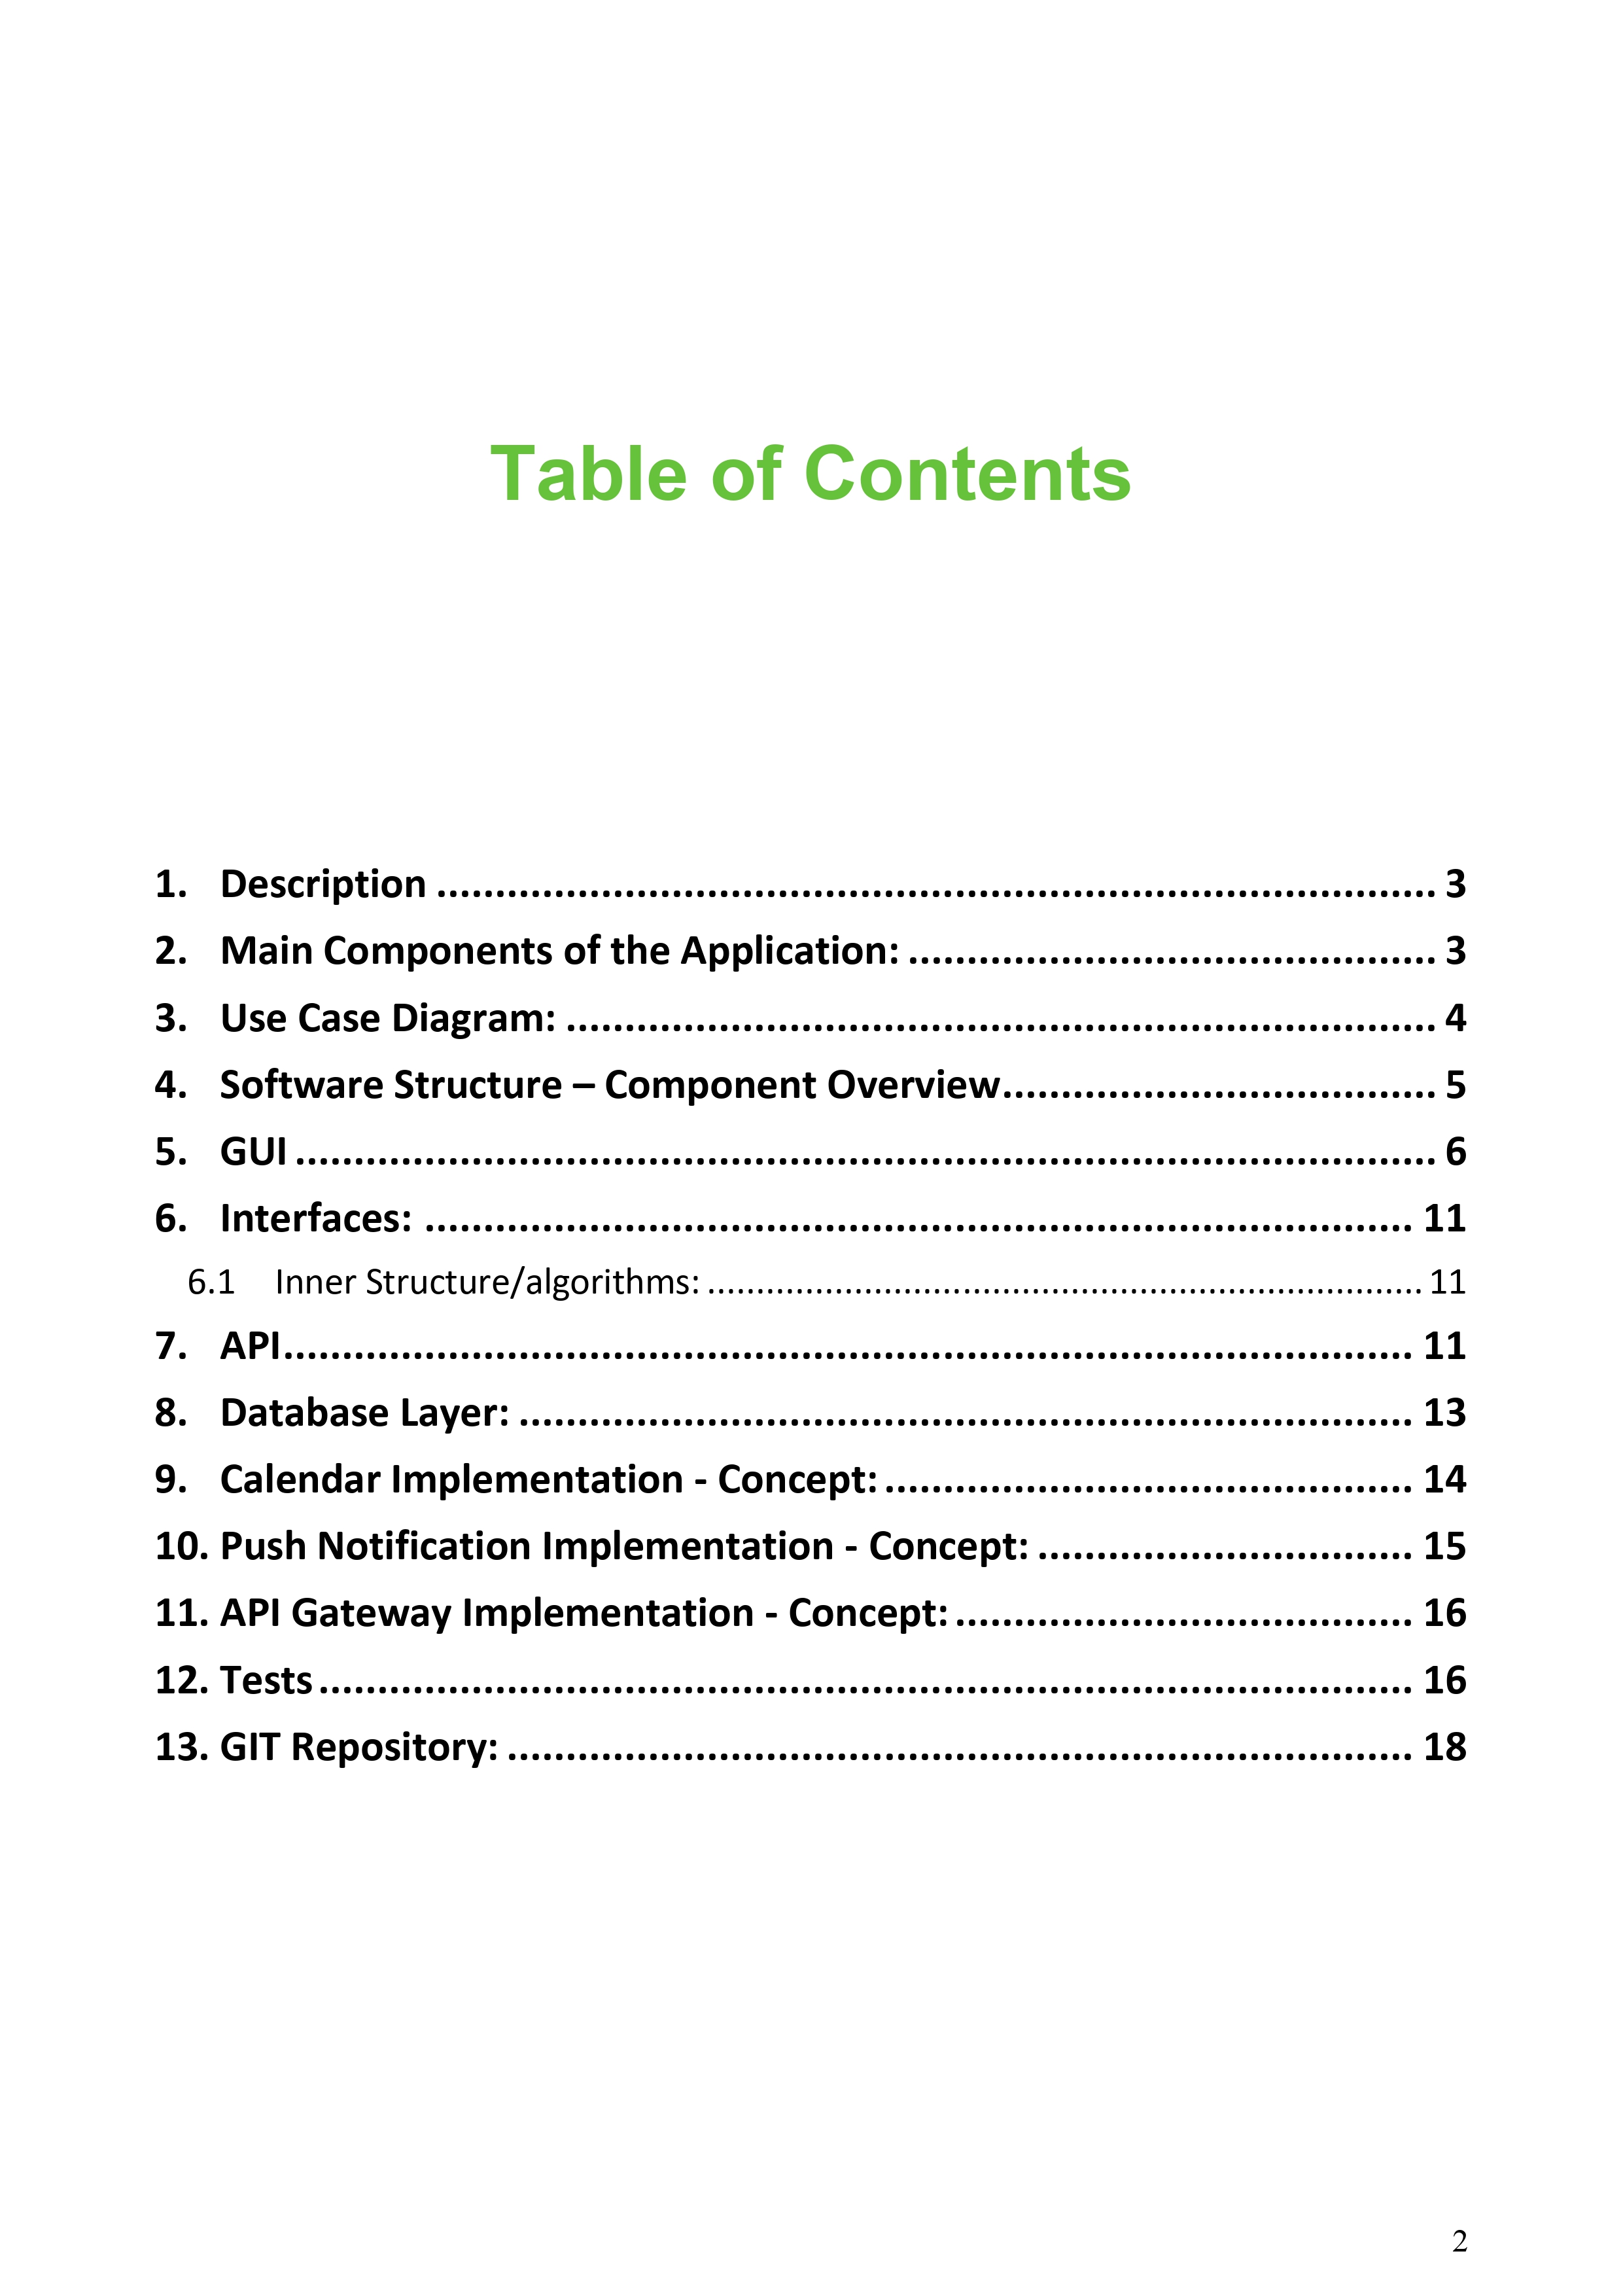 Table of Contents
1. Description ........................................................................................ 3
2. Main Components of the Application: ............................................. 3
3. Use Case Diagram: .......................................................................... 4
4. Software Structure – Component Overview..................................... 5
5. GUI .................................................................................................. 6
6. Interfaces: ...................................................................................... 11
6.1 Inner Structure/algorithms: .......................................................................... 11
7. API.................................................................................................. 11
8. Database Layer: ............................................................................. 13
9. Calendar Implementation - Concept: ............................................. 14
10. Push Notification Implementation - Concept: ................................ 15
11. API Gateway Implementation - Concept: ....................................... 16
12. Tests ............................................................................................... 16
13. GIT Repository: ............................................................................... 18
2